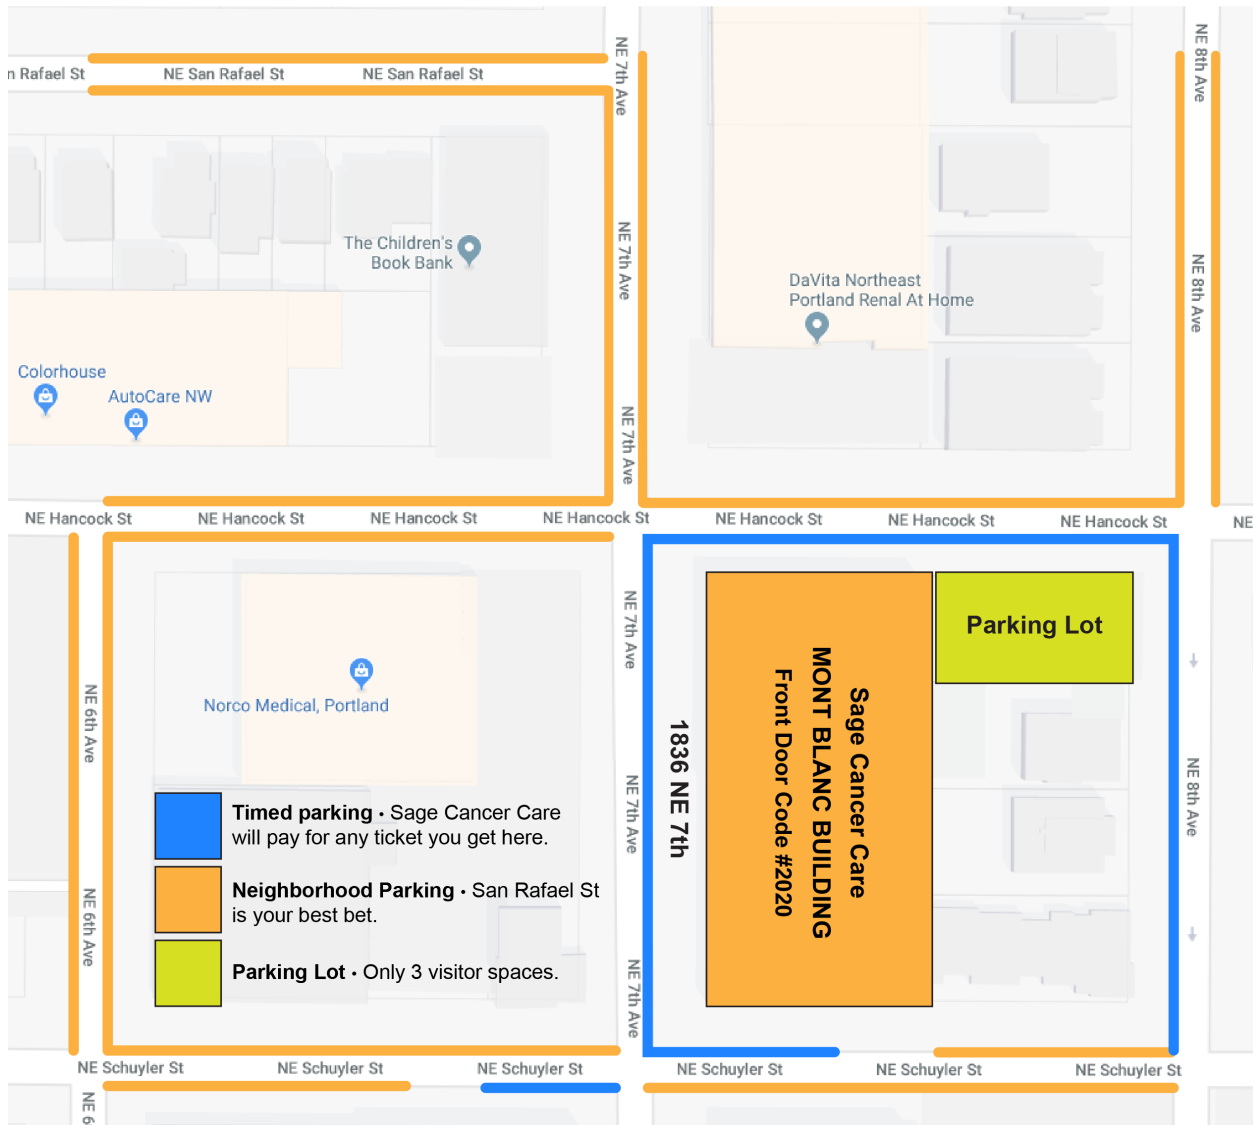 NE 7th Ave
NE 8th Ave
n Rafael St
NE San Rafael St
NE San Rafael St
The Children's
Book Bank
NE 7th Ave
DaVita Northeast
Portland Renal At Home
NE 8th Ave
Colorhouse
AutoCare NW
NE 7th Ave
NE Hancock St
NE Hancock St
NE Hancock St
NE Hancock St
NE Hancock St
NE Hancock St
NE Hancock St
NE
NE 7th Ave
Parking Lot
NE 6th Ave
Norco Medical, Portland
1836 NE 7th
Sage Cancer Care
MONT BLANC BUILDING
Front Door Code #2020
NE 7th Ave
NE 8th Ave
Timed parking • Sage Cancer Care
will pay for any ticket you get here.
Neighborhood Parking • San Rafael St
is your best bet.
Parking Lot • Only 3 visitor spaces.
NE 6th Ave
NE 7th Ave
NE Schuyler St
NE Schuyler St
NE Schuyler St
NE Schuyler St
NE Schuyler St
NE Schuyler St
NE 6